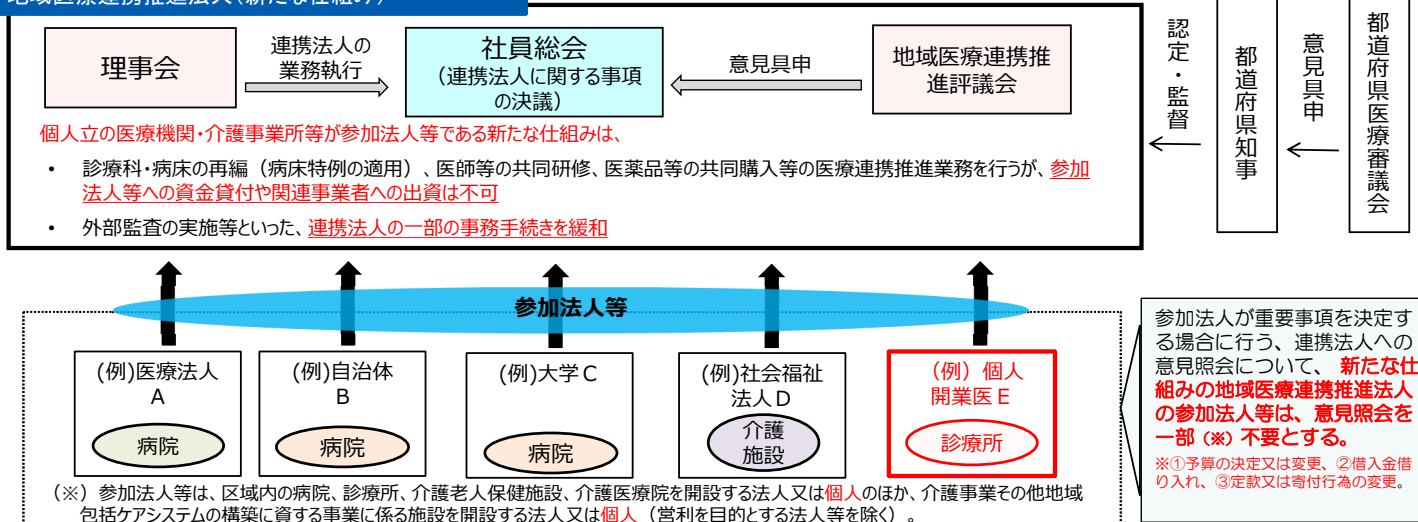 地域医療連携推進法人（新たな仕組み）
理事会
連携法人の
業務執行
社員総会
（連携法人に関する事項
の決議）
意見具申
地域医療連携推
進評議会
認定・監督
都道府県知事
意見具申
都道府県医療審議会
個人立の医療機関・介護事業所等が参加法人等である新たな仕組みは、
• 診療科・病床の再編（病床特例の適用）、医師等の共同研修、医薬品等の共同購入等の医療連携推進業務を行うが、参加
法人等への資金貸付や関連事業者への出資は不可
• 外部監査の実施等といった、連携法人の一部の事務手続きを緩和
参加法人等
(例)医療法人
A
病院
(例)自治体
B
病院
(例)大学C
病院
(例)社会福祉
法人D
介護
施設
（例）個人
開業医E
診療所
参加法人が重要事項を決定す
る場合に行う、連携法人への
意見照会について、新たな仕
組みの地域医療連携推進法人
の参加法人等は、意見照会を
一部（※）不要とする。
※①予算の決定又は変更、②借入金借
り入れ、③定款又は寄付行為の変更。
（※）参加法人等は、区域内の病院、診療所、介護老人保健施設、介護医療院を開設する法人又は個人のほか、介護事業その他地域
包括ケアシステムの構築に資する事業に係る施設を開設する法人又は個人（営利を目的とする法人等を除く）。